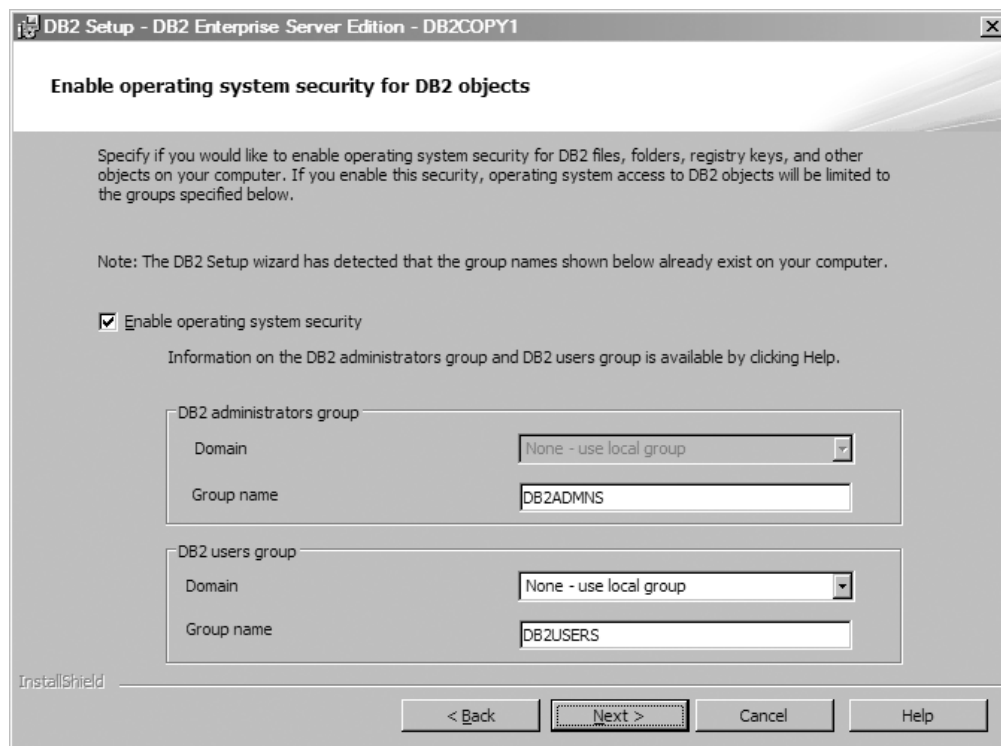 DB2 Setup - DB2 Enterprise Server Edition - DB2COPY1
Enable operating system security for DB2 objects
Specify if you would like to enable operating system security for DB2 files, folders, registry keys, and other
objects on your computer. If you enable this security, operating system access to DB2 objects will be limited to
the groups specified below.
Note: The DB2 Setup wizard has detected that the group names shown below already exist on your computer.
Enable operating system security
Information on the DB2 administrators group and DB2 users group is available by clicking Help.
DB2 administrators group
Domain
None - use local group
Group name
DB2ADMNS
DB2 users group
Domain
None - use local group
Group name
DB2USERS
InstallShield
< Back
Next >
Cancel
Help